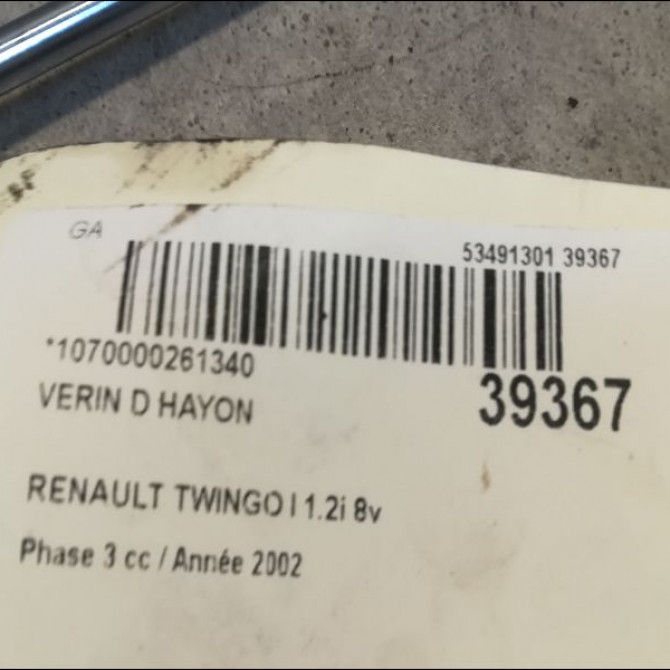 GA
53491301 39367
*1070000261340
39367
VERIN D HAYON
RENAULT TWINGO I 1.2i 8v
Phase 3 cc / Année 2002